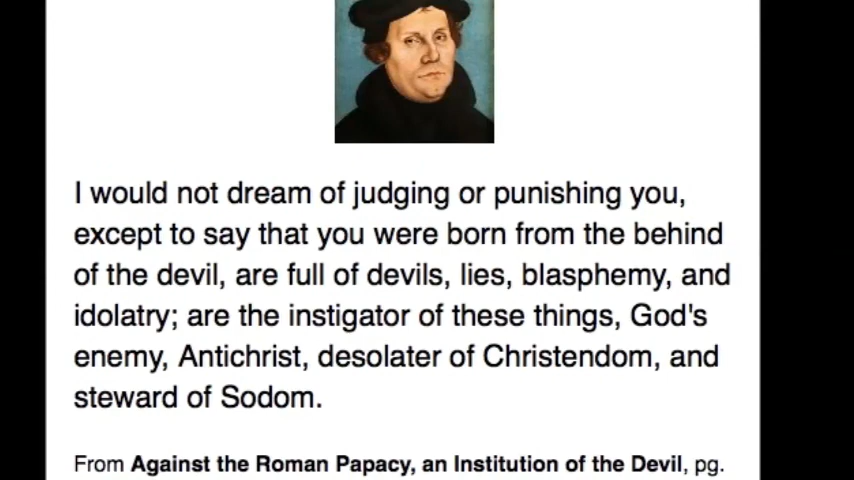 I would not dream of judging or punishing you,
except to say that you were born from the behind
of the devil, are full of devils, lies, blasphemy, and
idolatry; are the instigator of these things, God's
enemy, Antichrist, desolater of Christendom, and
steward of Sodom.
From Against the Roman Papacy, an Institution of the Devil, pg.